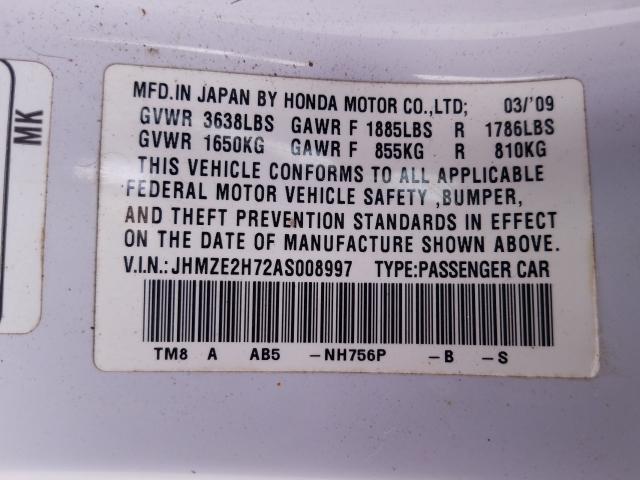 MFD.IN JAPAN BY HONDA MOTOR CO.,LTD; 03/'09
GVWR 3638LBS GAWR F 1885LBS R 1786LBS
GVWR 1650KG GAWR F 855KG R 810KG
THIS VEHICLE CONFORMS TO ALL APPLICABLE
FEDERAL MOTOR VEHICLE SAFETY ,BUMPER,
AND THEFT PREVENTION STANDARDS IN EFFECT
ON THE DATE OF MANUFACTURE SHOWN ABOVE.
V.I.N.: JHMZE2H72AS008997 TYPE:PASSENGER CAR
TM8 A AB5 -NH756P -B -S
MK